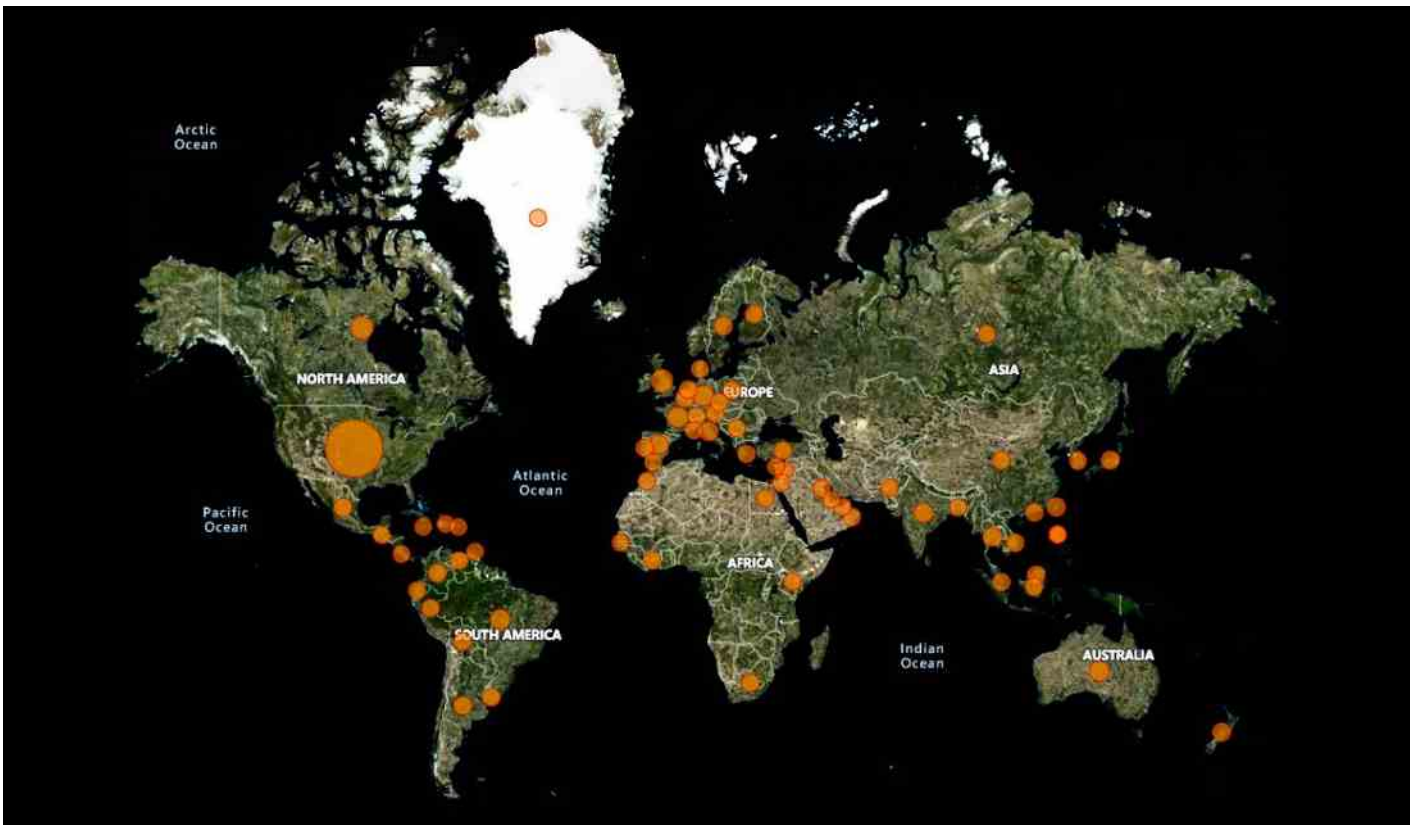 Arctic
Ocean
NORTH AMERICA
EUROPE
ASIA
Atlantic
Ocean
Pacific
Ocean
AFRICA
SOUTH AMERICA
Indian
Ocean
AUSTRALIA